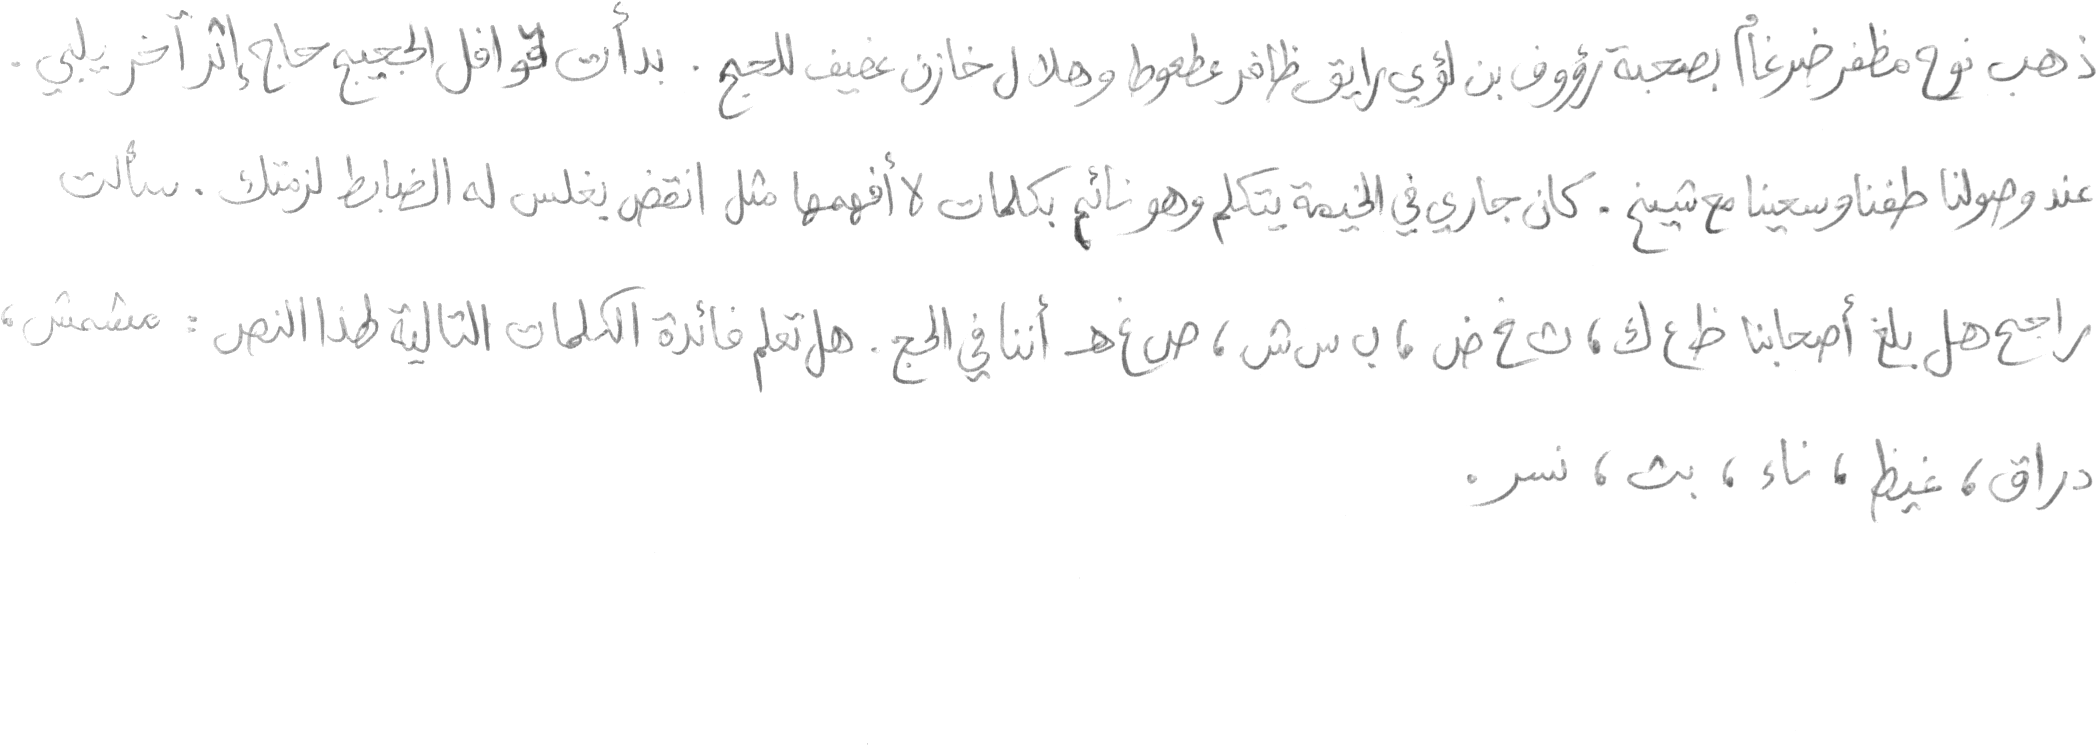 ذهب نوح مظفر ضرغام بصحبة رؤوف بن لؤي رايق ظافر عطعوط وهلال خازن غضيف للحج . بدأت قوافل الحجيج حاج إثر آخر يلبي .
عند وصولنا طفنا وسعينا مع شيخ . كان جاري في الخيمة يتكلم وهو نائم بكلمات لا أفهمها مثل انقض يغلس له الضابط لزمتك . سألت
راجح هل بلغ أصحابنا ظ ع ك ، ث خ ض ، ب س ش ، ص غ هـ أننا في الحج . هل تعلم فائدة الكلمات التالية لهذا النص : مشمش ،
دراق ، غيظ ، ناء ، بث ، نسر .